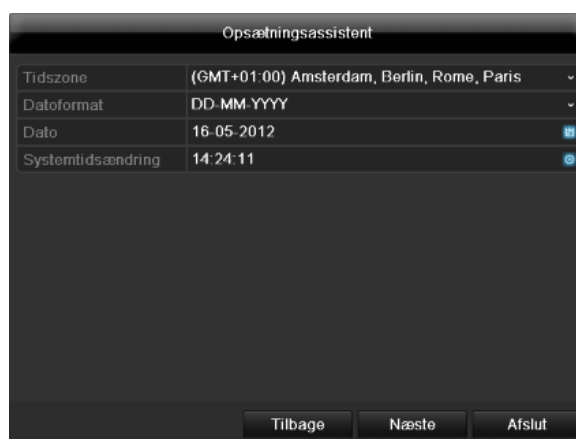 Opsætningsassistent
Tidszone (GMT+01:00) Amsterdam, Berlin, Rome, Paris
Datoformat DD-MM-YYYY
Dato 16-05-2012
Systemtidsændring 14:24:11
Tilbage Næste Afslut